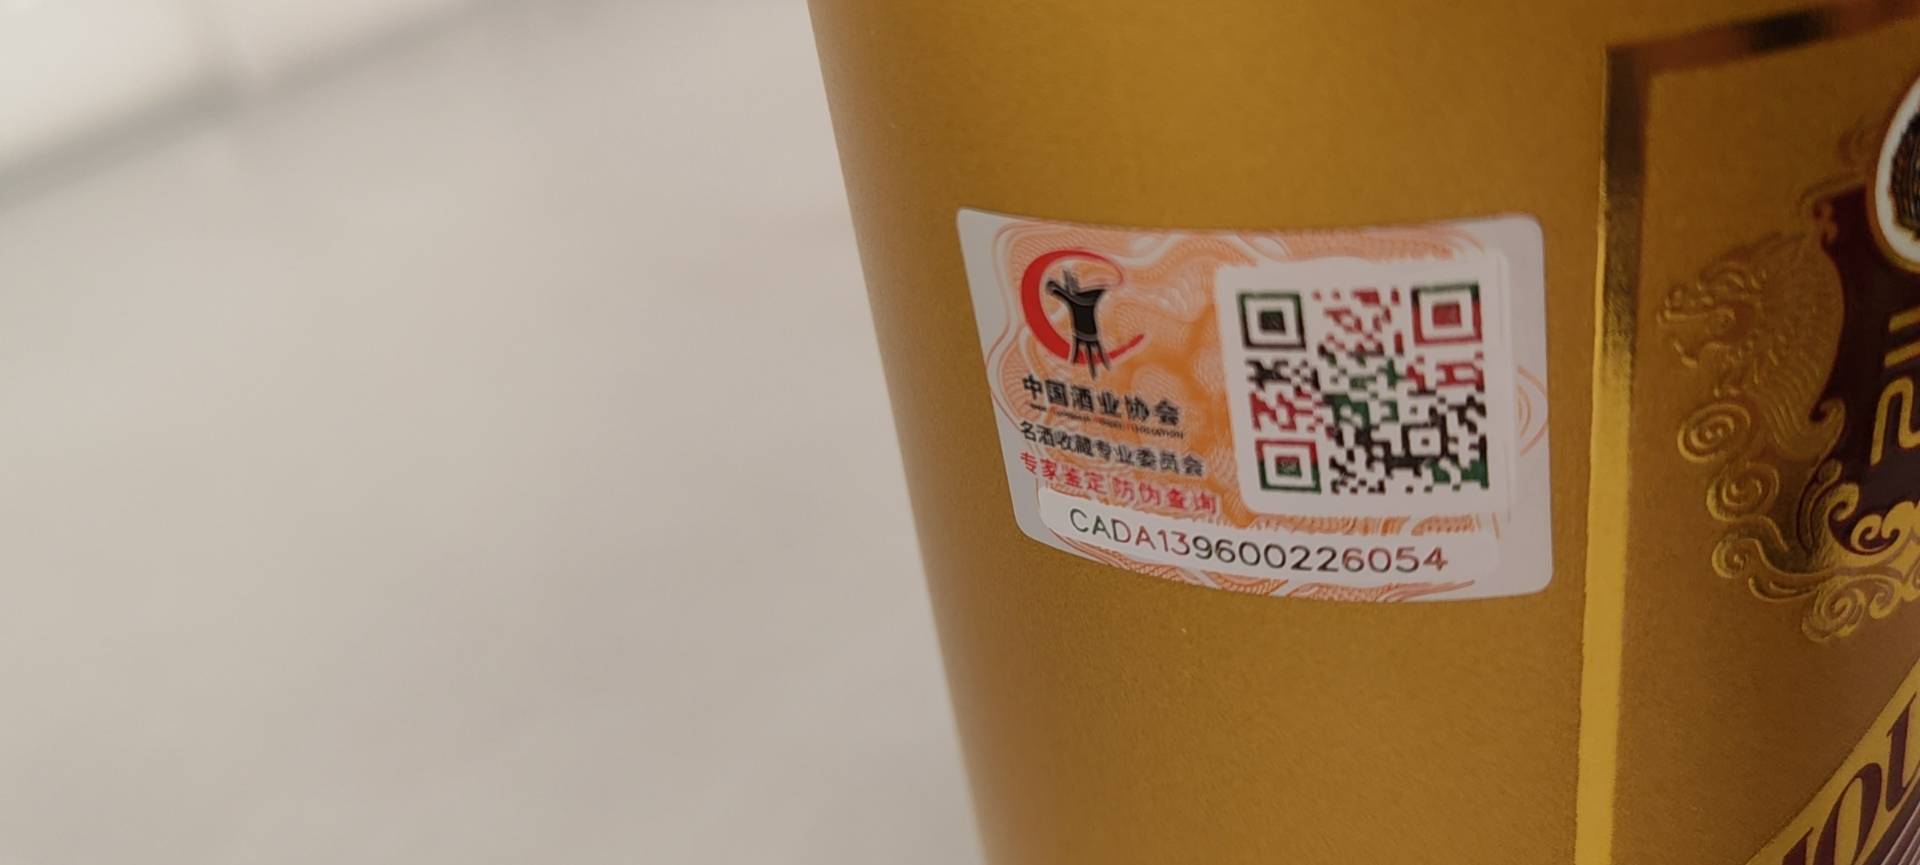 中国酒业协会
名酒收藏专业委员会
专家鉴定 防伪查询
CADA139600226054